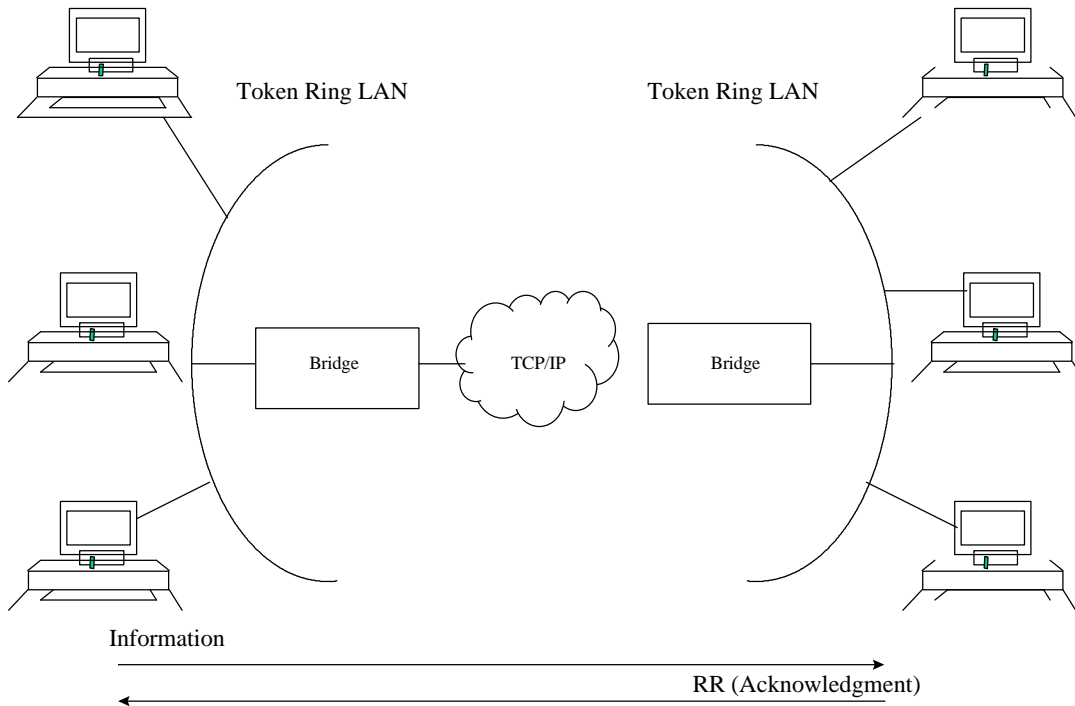 Token Ring LAN
Token Ring LAN
Bridge
TCP/IP
Bridge
Information
RR (Acknowledgment)